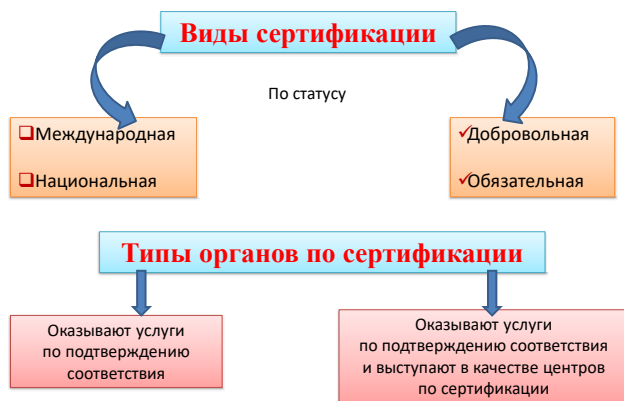 Виды сертификации
По статусу
Международная
Национальная
Добровольная
Обязательная
Типы органов по сертификации
Оказывают услуги
по подтверждению
соответствия
Оказывают услуги
по подтверждению соответствия
и выступают в качестве центров
по сертификации